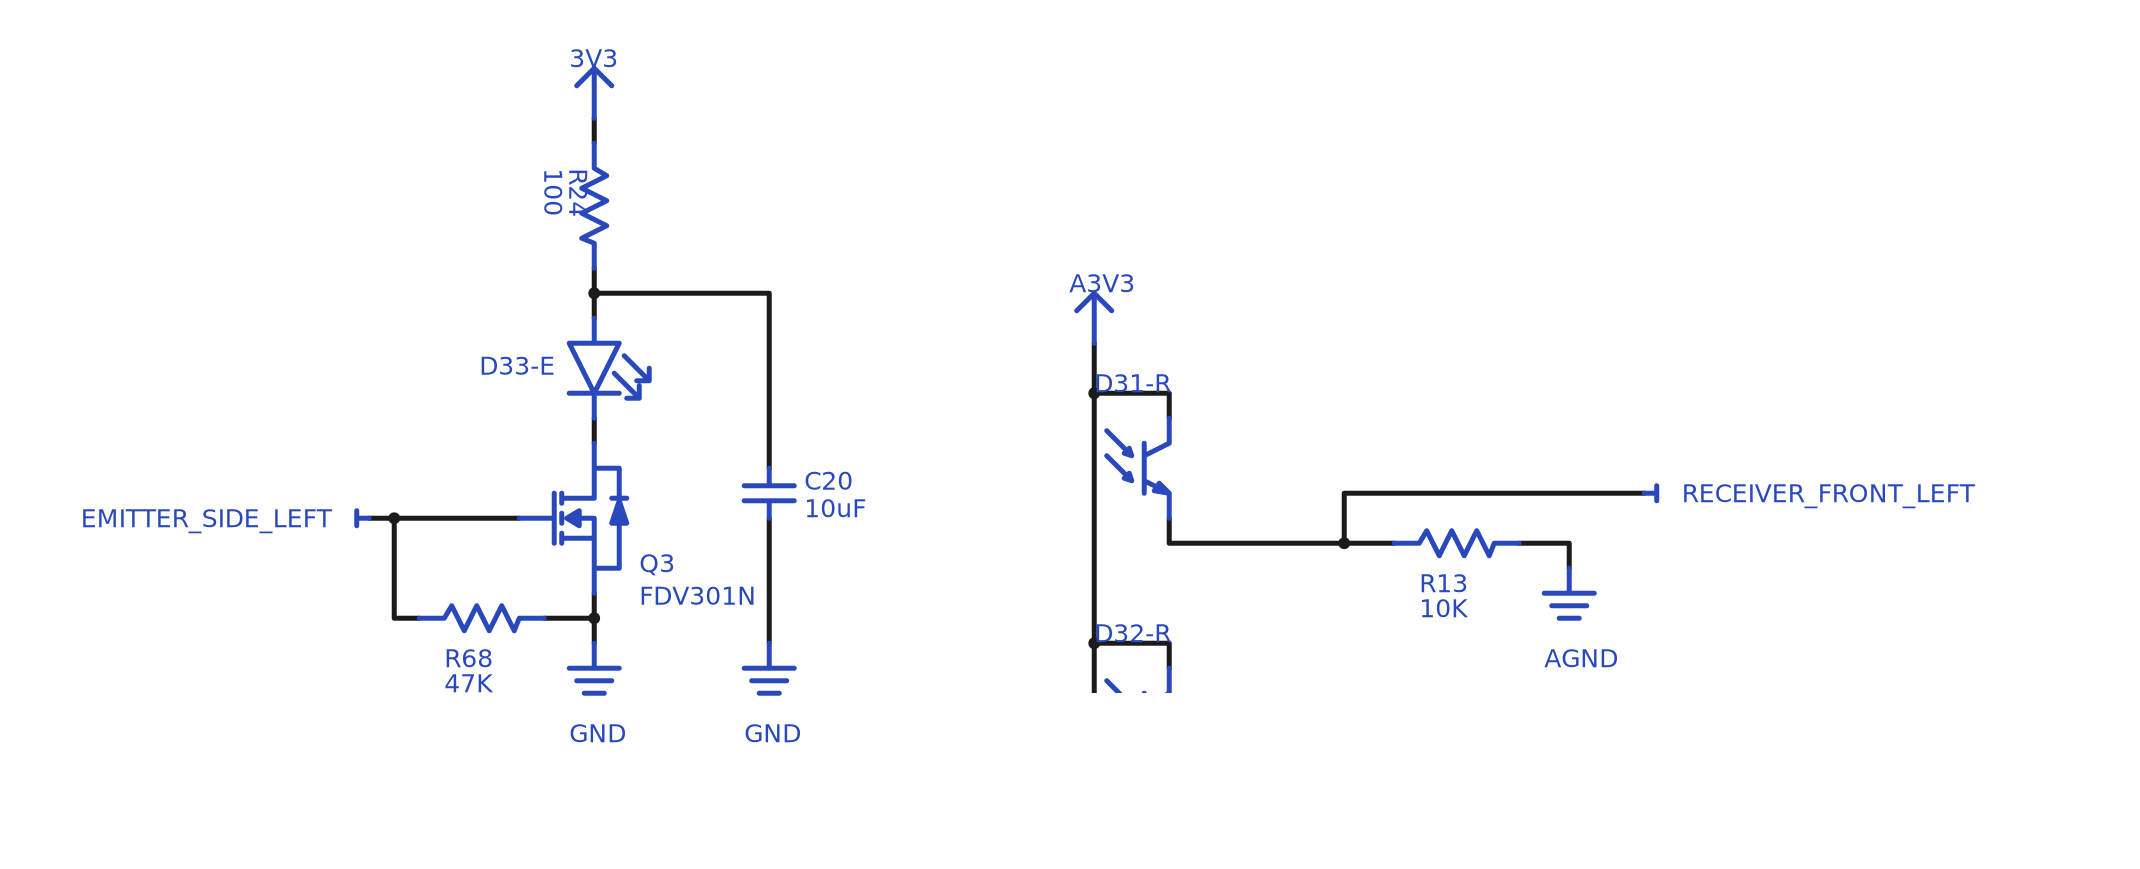 3V3
R24
100
D33-E
C20
10uF
EMITTER_SIDE_LEFT
Q3
FDV301N
R68
47K
GND
GND
A3V3
D31-R
RECEIVER_FRONT_LEFT
R13
10K
D32-R
AGND